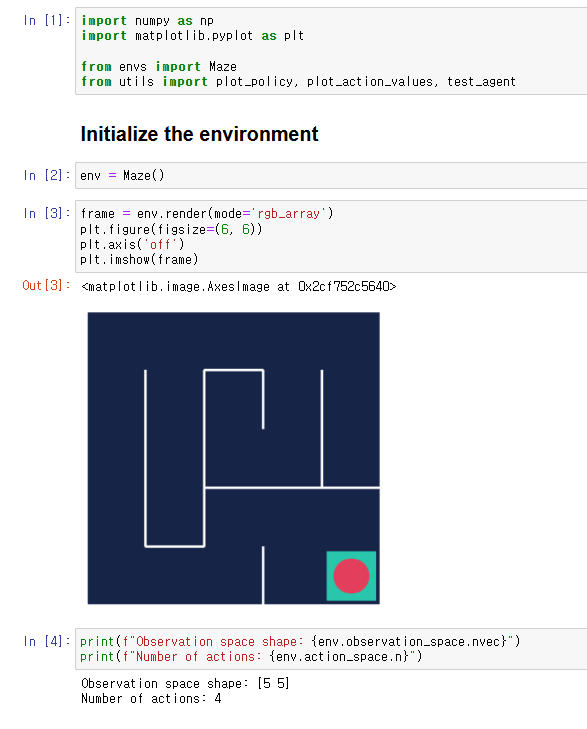 In [1]:
import numpy as np
import matplotlib.pyplot as plt
from envs import Maze
from utils import plot_policy, plot_action_values, test_agent
Initialize the environment
In [2]:
env = Maze()
In [3]:
frame = env.render(mode='rgb_array')
plt.figure(figsize=(6, 6))
plt.axis('off')
plt.imshow(frame)
Out[3]:
<matplotlib.image.AxesImage at 0x2cf752c5640>
In [4]:
print(f"Observation space shape: {env.observation_space.nvec}")
print(f"Number of actions: {env.action_space.n}")
Observation space shape: [5 5]
Number of actions: 4